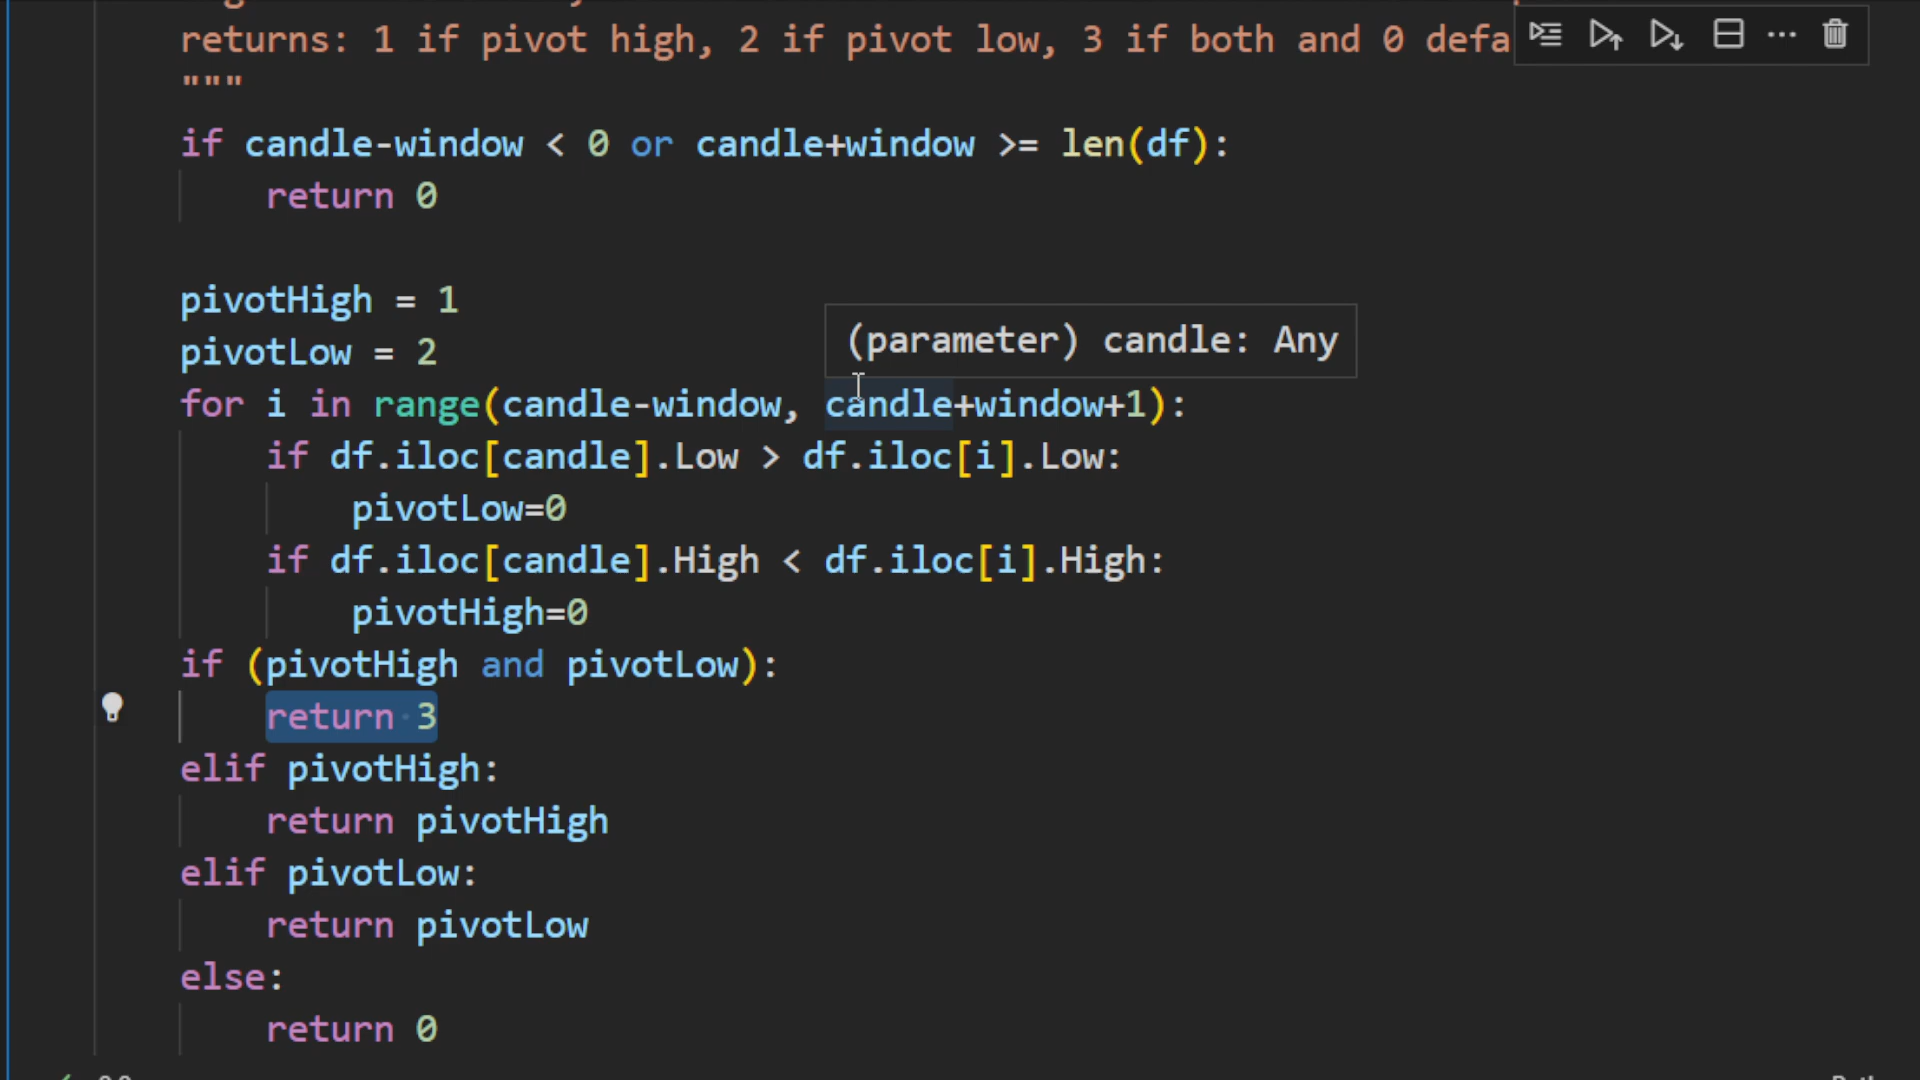 returns: 1 if pivot high, 2 if pivot low, 3 if both and 0 defa
"""
if candle-window < 0 or candle+window >= len(df):
return 0
pivotHigh = 1
pivotLow = 2
(parameter) candle: Any
for i in range(candle-window, candle+window+1):
if df.iloc[candle].Low > df.iloc[i].Low:
pivotLow=0
if df.iloc[candle].High < df.iloc[i].High:
pivotHigh=0
if (pivotHigh and pivotLow):
return 3
elif pivotHigh:
return pivotHigh
elif pivotLow:
return pivotLow
else:
return 0